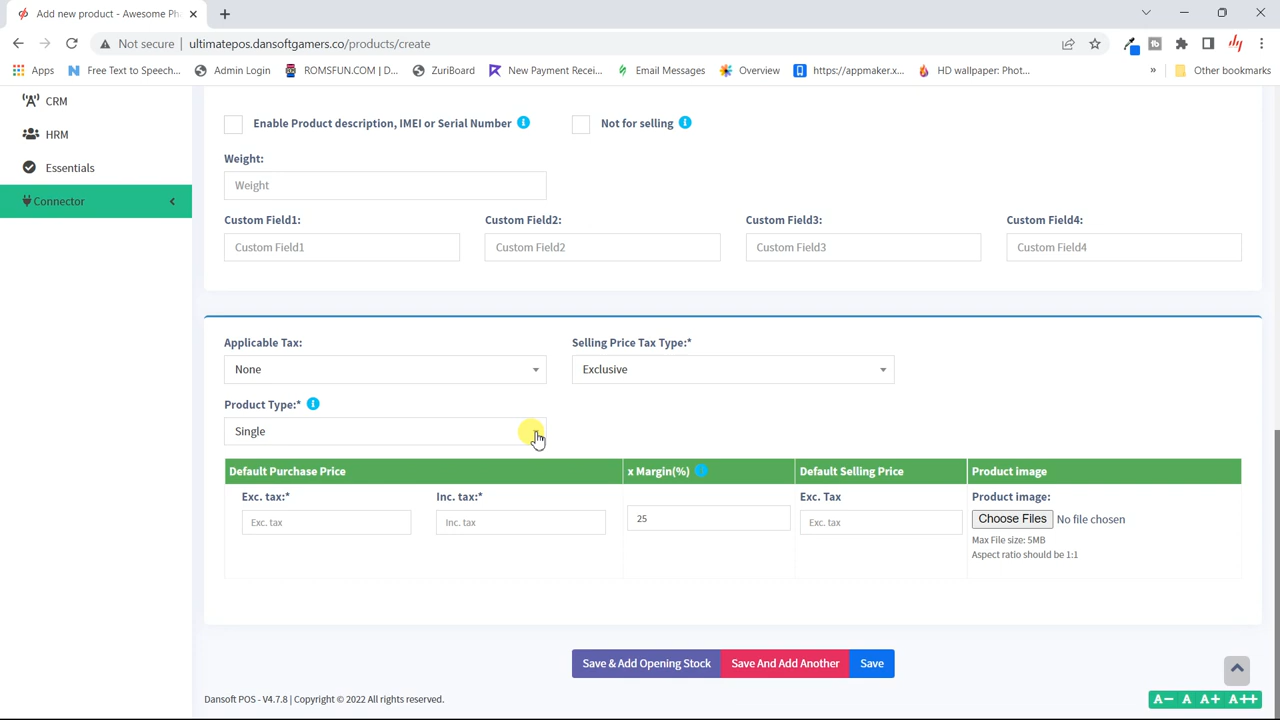 Add new product - Awesome Ph
Not secure
ultimatepos.dansoftgamers.co/products/create
Apps
Free Text to Speech...
Admin Login
ROMSFUN.COM | D...
ZuriBoard
New Payment Recei...
Email Messages
Overview
https://appmaker.x...
HD wallpaper: Phot...
»
Other bookmarks
CRM
HRM
Essentials
Connector
Enable Product description, IMEI or Serial Number
Not for selling
Weight:
Weight
Custom Field1: Custom Field2: Custom Field3: Custom Field4:
Custom Field1 Custom Field2 Custom Field3 Custom Field4
Applicable Tax: Selling Price Tax Type:*
None Exclusive
Product Type:*
Single
Default Purchase Price x Margin(%) Default Selling Price Product image
Exc. tax:* Inc. tax:* Exc. Tax Product image:
Exc. tax Inc. tax 25 Exc. tax Choose Files No file chosen
Max File size: 5MB
Aspect ratio should be 1:1
Save & Add Opening Stock Save And Add Another Save
Dansoft POS - V4.7.8 | Copyright © 2022 All rights reserved.
A- A A+ A++